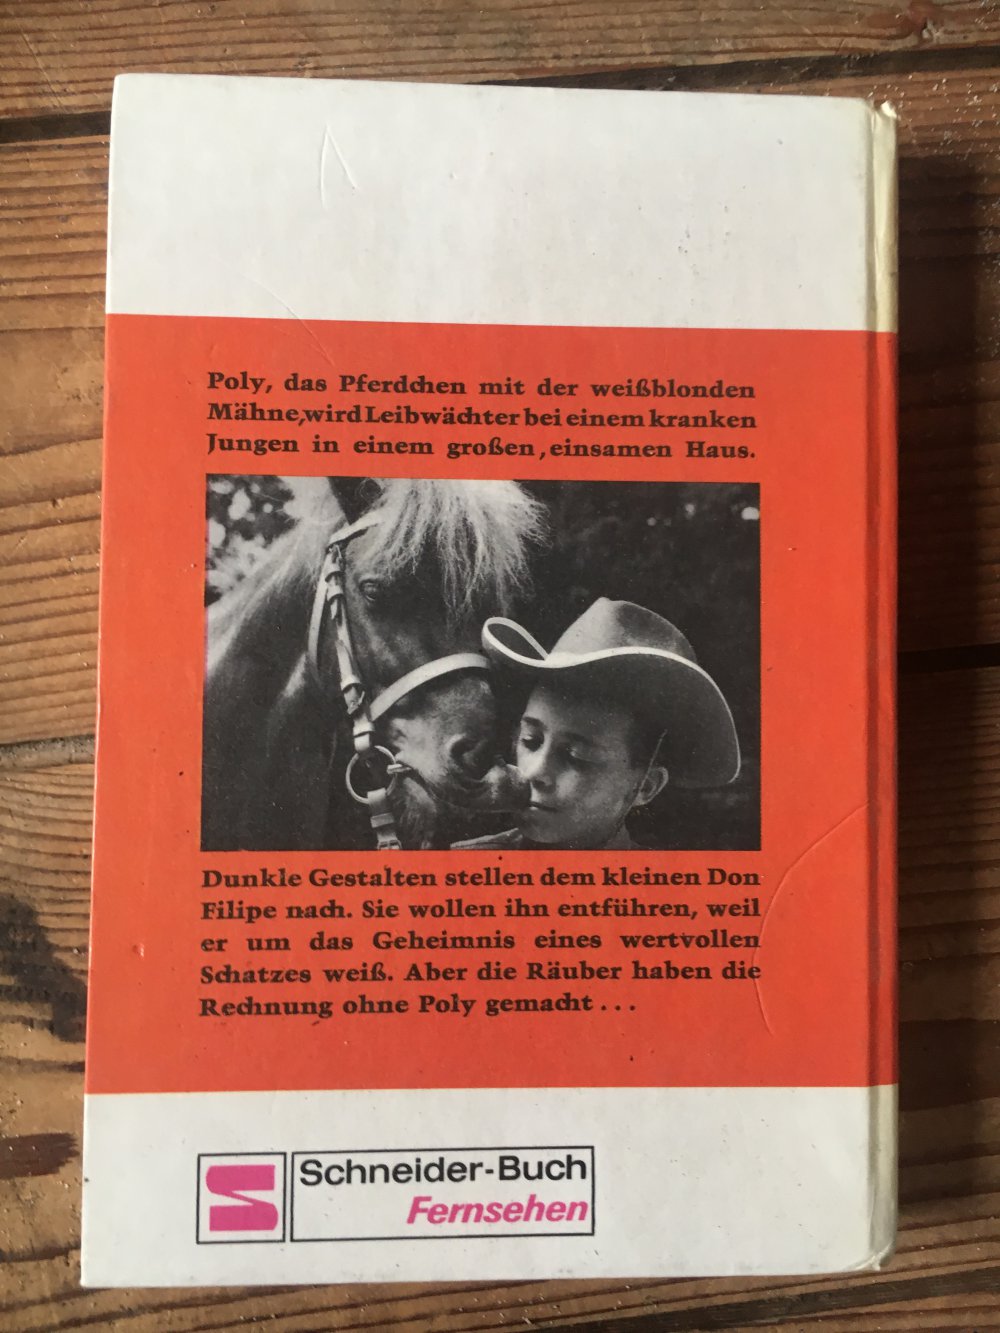 Poly, das Pferdchen mit der weißblonden
Mähne, wird Leibwächter bei einem kranken
Jungen in einem großen, einsamen Haus.
Dunkle Gestalten stellen dem kleinen Don
Filipe nach. Sie wollen ihn entführen, weil
er um das Geheimnis eines wertvollen
Schatzes weiß. Aber die Räuber haben die
Rechnung ohne Poly gemacht . . .
Schneider-Buch
Fernsehen